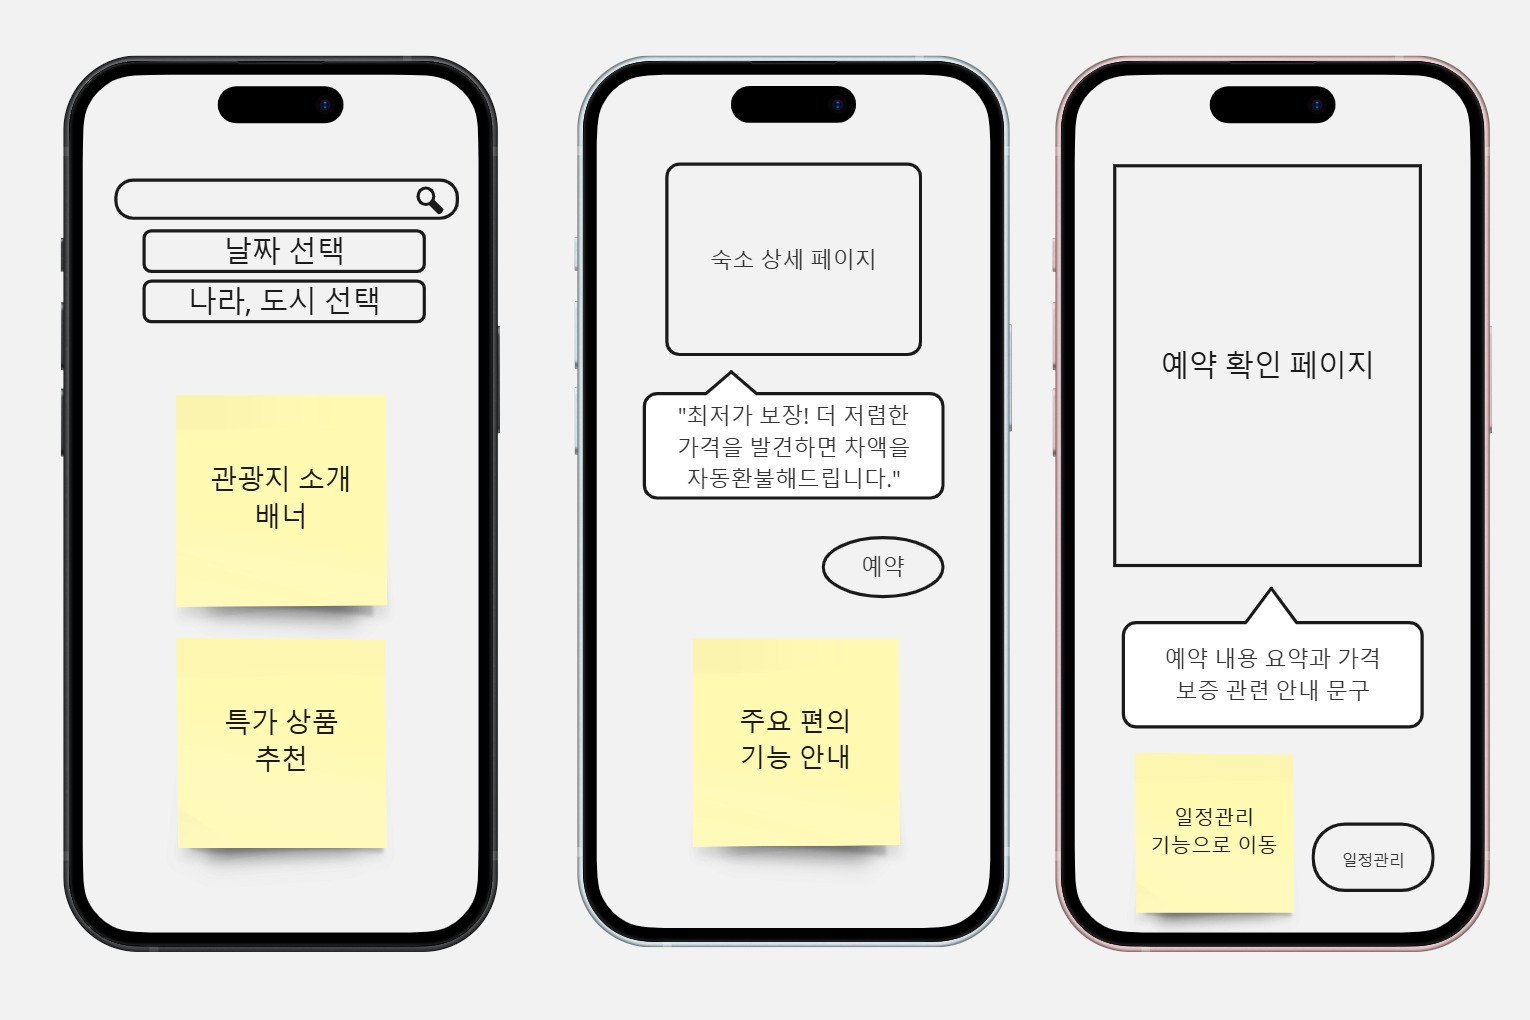 날짜 선택
나라, 도시 선택
관광지 소개
배너
특가 상품
추천
숙소 상세 페이지
"최저가 보장! 더 저렴한
가격을 발견하면 차액을
자동환불해드립니다."
예약
주요 편의
기능 안내
예약 확인 페이지
예약 내용 요약과 가격
보증 관련 안내 문구
일정관리
기능으로 이동
일정관리